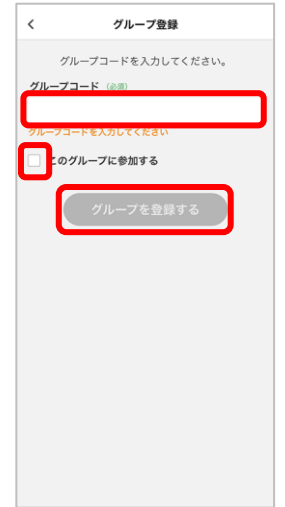 グループ登録
グループコードを入力してください。
グループコード (必須)
グループコードを入力してください
このグループに参加する
グループを登録する